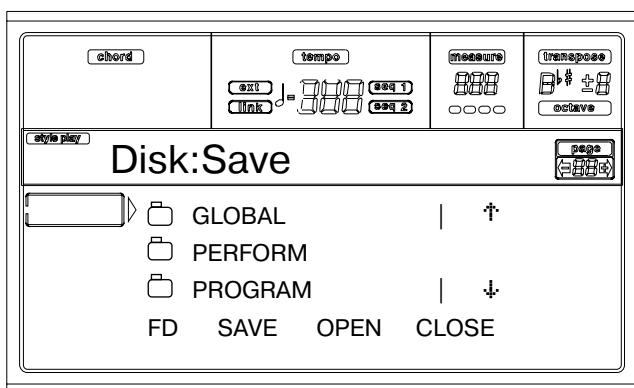 chord tempo measure transpose
ext seq 1
link seq 2
octave
style play
Disk:Save
page
GLOBAL
PERFORM
PROGRAM
FD SAVE OPEN CLOSE